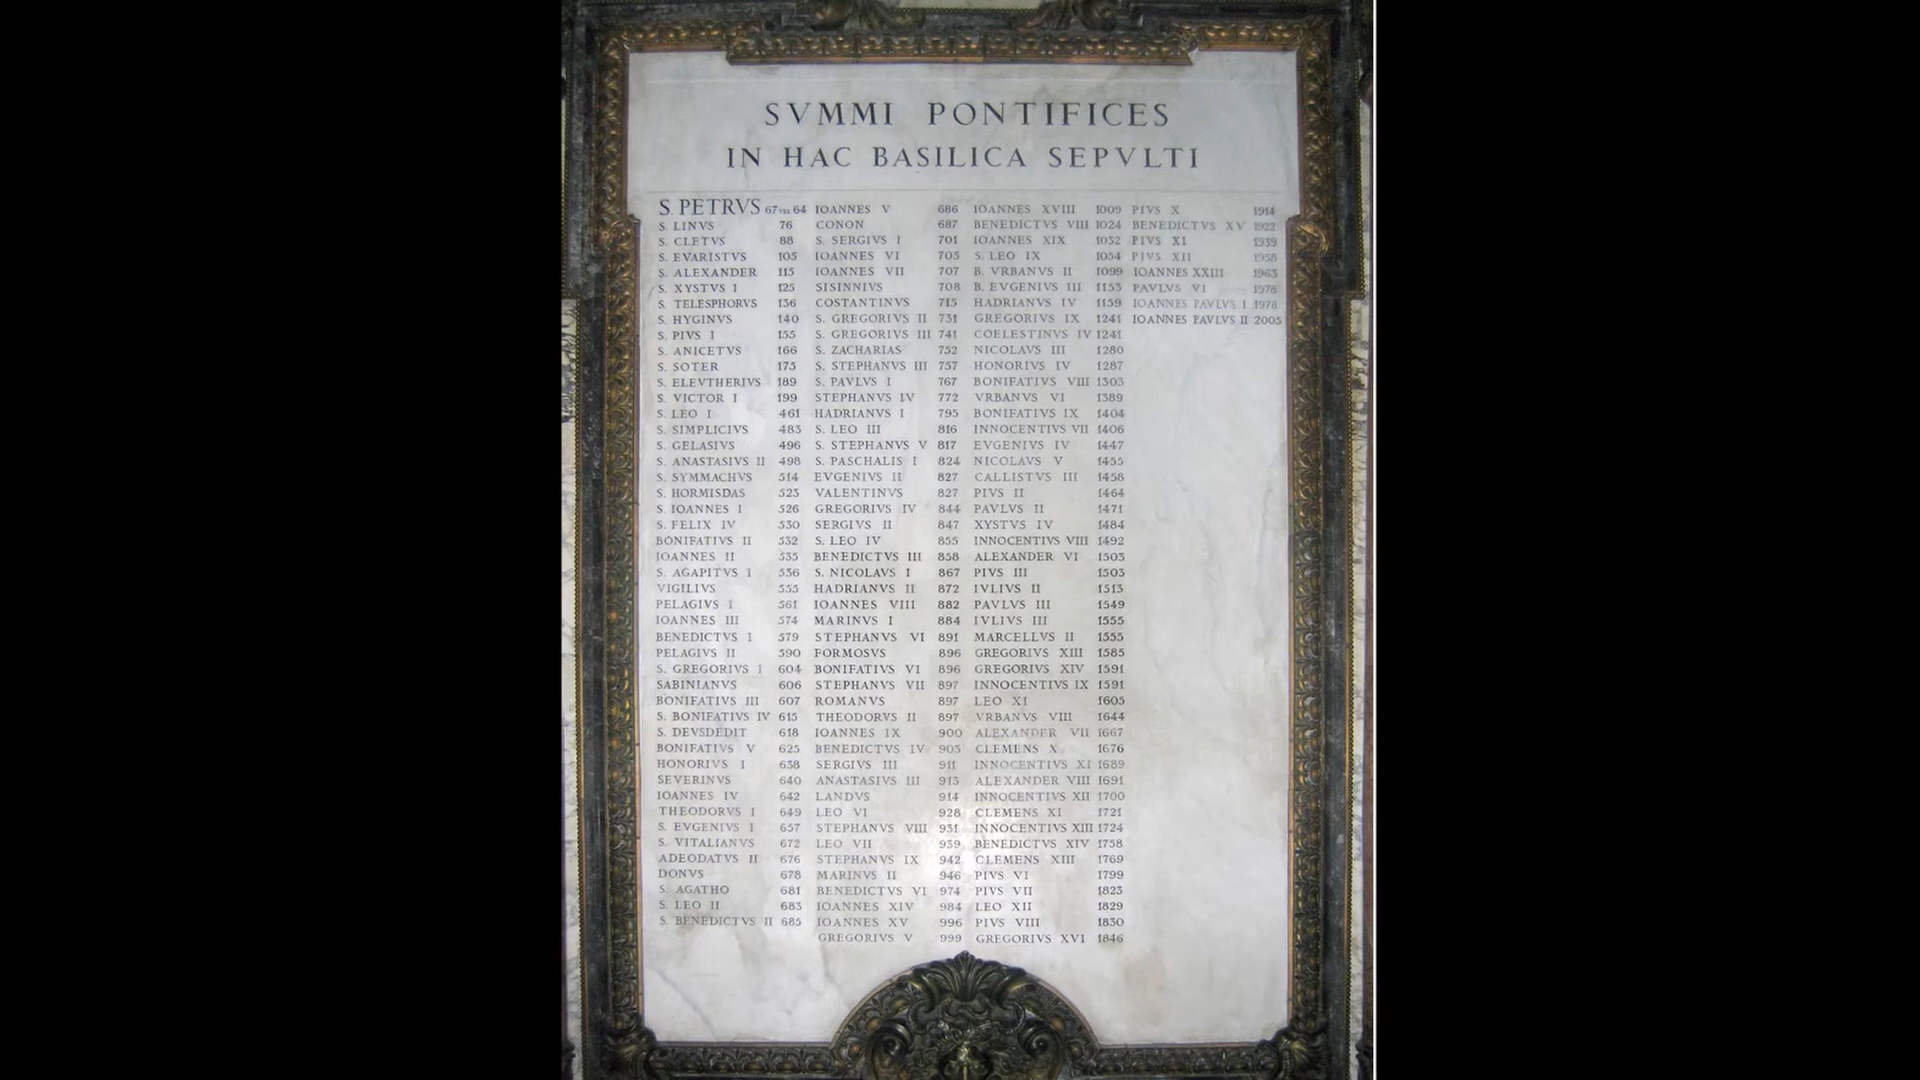 SVMMI PONTIFICES
IN HAC BASILICA SEPVLTI
S. PETRVS 67 VEL 64
S. LINVS 76
S. CLETVS 88
S. EVARISTVS 105
S. ALEXANDER 115
S. XYSTVS I 125
S. TELESPHORVS 136
S. HYGINVS 140
S. PIVS I 155
S. ANICETVS 166
S. SOTER 175
S. ELEVTHERIVS 189
S. VICTOR I 199
S. LEO I 461
S. SIMPLICIVS 483
S. GELASIVS 496
S. ANASTASIVS II 498
S. SYMMACHVS 514
S. HORMISDAS 523
S. IOANNES I 526
S. FELIX IV 530
BONIFATIVS II 532
IOANNES II 535
S. AGAPITVS I 536
VIGILIVS 555
PELAGIVS I 561
IOANNES III 574
BENEDICTVS I 579
PELAGIVS II 590
S. GREGORIVS I 604
SABINIANVS 606
BONIFATIVS III 607
S. BONIFATIVS IV 615
S. DEVSDEDIT 618
BONIFATIVS V 625
HONORIVS I 638
SEVERINVS 640
IOANNES IV 642
THEODORVS I 649
S. EVGENIVS I 657
S. VITALIANVS 672
ADEODATVS II 676
DONVS 678
S. AGATHO 681
S. LEO II 683
S. BENEDICTVS II 685
IOANNES V 686
CONON 687
S. SERGIVS I 701
IOANNES VI 705
IOANNES VII 707
SISINNIVS 708
COSTANTINVS 715
S. GREGORIVS II 731
S. GREGORIVS III 741
S. ZACHARIAS 752
S. STEPHANVS III 757
S. PAVLVS I 767
STEPHANVS IV 772
HADRIANVS I 795
S. LEO III 816
S. STEPHANVS V 817
S. PASCHALIS I 824
EVGENIVS II 827
VALENTINVS 827
GREGORIVS IV 844
SERGIVS II 847
S. LEO IV 855
BENEDICTVS III 858
S. NICOLAVS I 867
HADRIANVS II 872
IOANNES VIII 882
MARINVS I 884
STEPHANVS VI 891
FORMOSVS 896
BONIFATIVS VI 896
STEPHANVS VII 897
ROMANVS 897
THEODORVS II 897
IOANNES IX 900
BENEDICTVS IV 903
SERGIVS III 911
ANASTASIVS III 913
LANDVS 914
LEO VI 928
STEPHANVS VIII 931
LEO VII 939
STEPHANVS IX 942
MARINVS II 946
BENEDICTVS VI 974
IOANNES XIV 984
IOANNES XV 996
GREGORIVS V 999
IOANNES XVIII 1009
BENEDICTVS VIII 1024
IOANNES XIX 1032
S. LEO IX 1054
B. VRBANVS II 1099
B. EVGENIVS III 1153
HADRIANVS IV 1159
GREGORIVS IX 1241
COELESTINVS IV 1241
NICOLAVS III 1280
HONORIVS IV 1287
BONIFATIVS VIII 1303
VRBANVS VI 1389
BONIFATIVS IX 1404
INNOCENTIVS VII 1406
EVGENIVS IV 1447
NICOLAVS V 1455
CALLISTVS III 1458
PIVS II 1464
PAVLVS II 1471
XYSTVS IV 1484
INNOCENTIVS VIII 1492
ALEXANDER VI 1503
PIVS III 1503
IVLIVS II 1513
PAVLVS III 1549
IVLIVS III 1555
MARCELLVS II 1555
GREGORIVS XIII 1585
GREGORIVS XIV 1591
INNOCENTIVS IX 1591
LEO XI 1605
VRBANVS VIII 1644
ALEXANDER VII 1667
CLEMENS X 1676
INNOCENTIVS XI 1689
ALEXANDER VIII 1691
INNOCENTIVS XII 1700
CLEMENS XI 1721
INNOCENTIVS XIII 1724
BENEDICTVS XIV 1758
CLEMENS XIII 1769
PIVS VI 1799
PIVS VII 1823
LEO XII 1829
PIVS VIII 1830
GREGORIVS XVI 1846
PIVS X 1914
BENEDICTVS XV 1922
PIVS XI 1939
PIVS XII 1958
IOANNES XXIII 1963
PAVLVS VI 1978
IOANNES PAVLVS I 1978
IOANNES PAVLVS II 2005